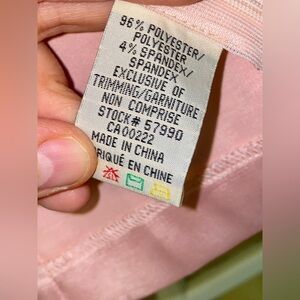 96% POLYESTER/
POLYESTER
4% SPANDEX/
SPANDEX
EXCLUSIVE OF
TRIMMING/GARNITURE
NON COMPRISE
STOCK# 57990
CA00222
MADE IN CHINA
RIQUÉ EN CHINE